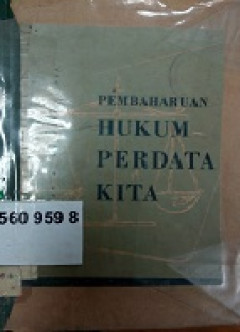 PEMBAHARUAN
HUKUM
PERDATA
KITA
560 959 8